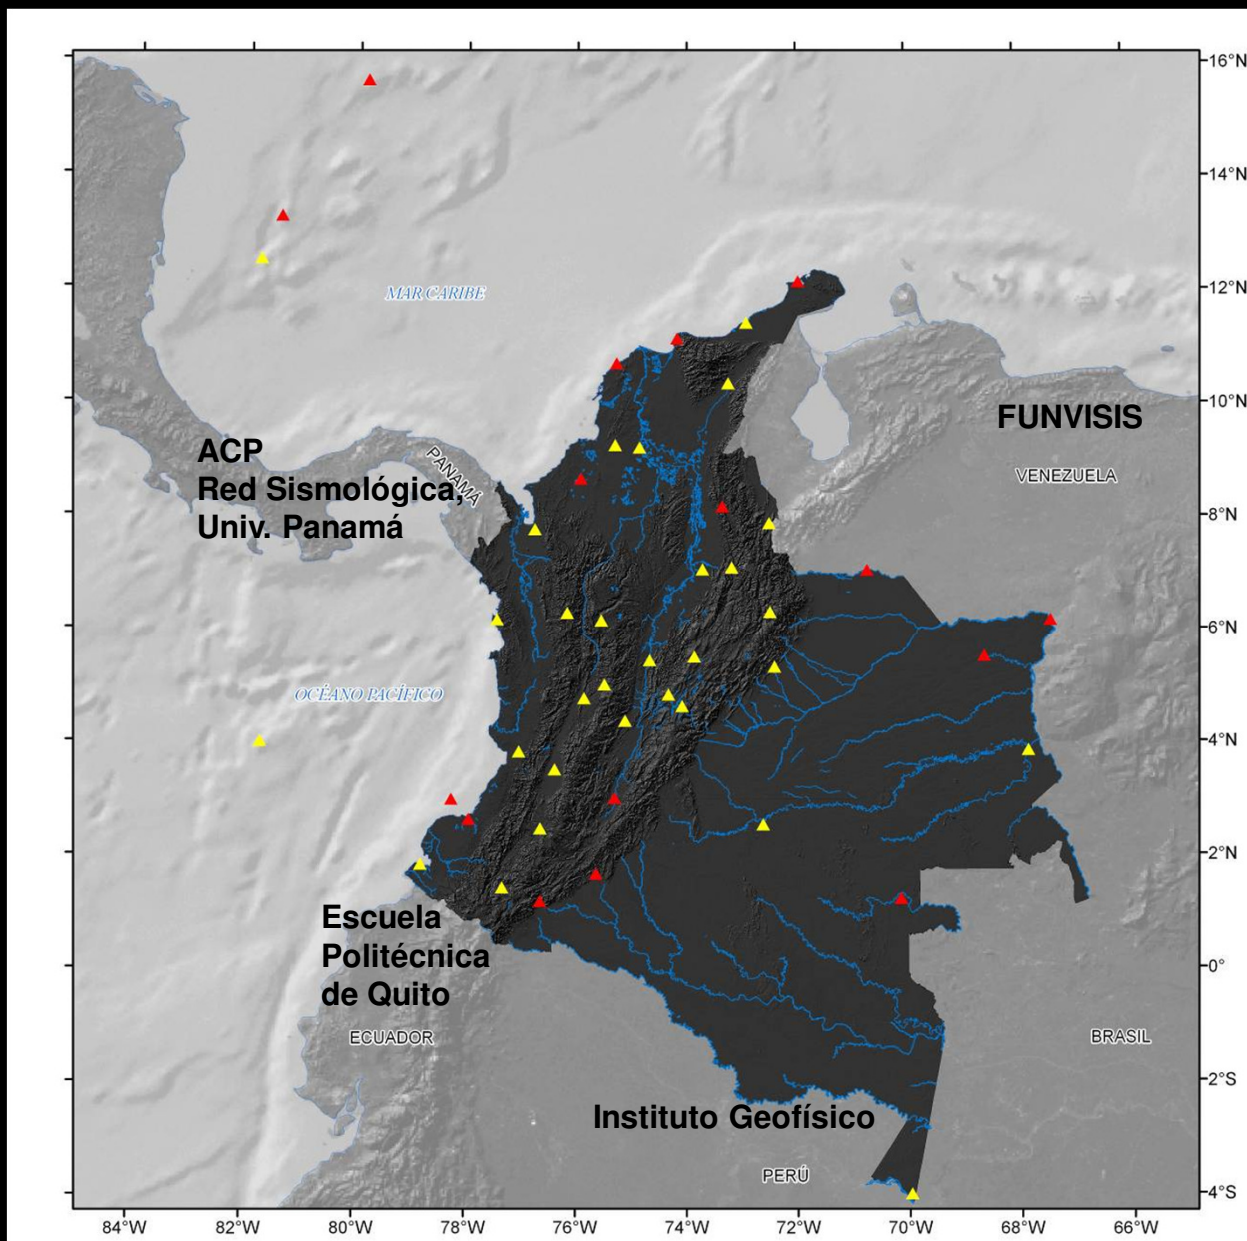 16°N
14°N
MAR CARIBE
12°N
10°N
FUNVISIS
ACP
Red Sismológica,
Univ. Panamá
PANAMÁ
VENEZUELA
8°N
6°N
OCÉANO PACÍFICO
4°N
2°N
Escuela
Politécnica
de Quito
0°
ECUADOR
BRASIL
2°S
Instituto Geofísico
PERÚ
4°S
84°W 82°W 80°W 78°W 76°W 74°W 72°W 70°W 68°W 66°W